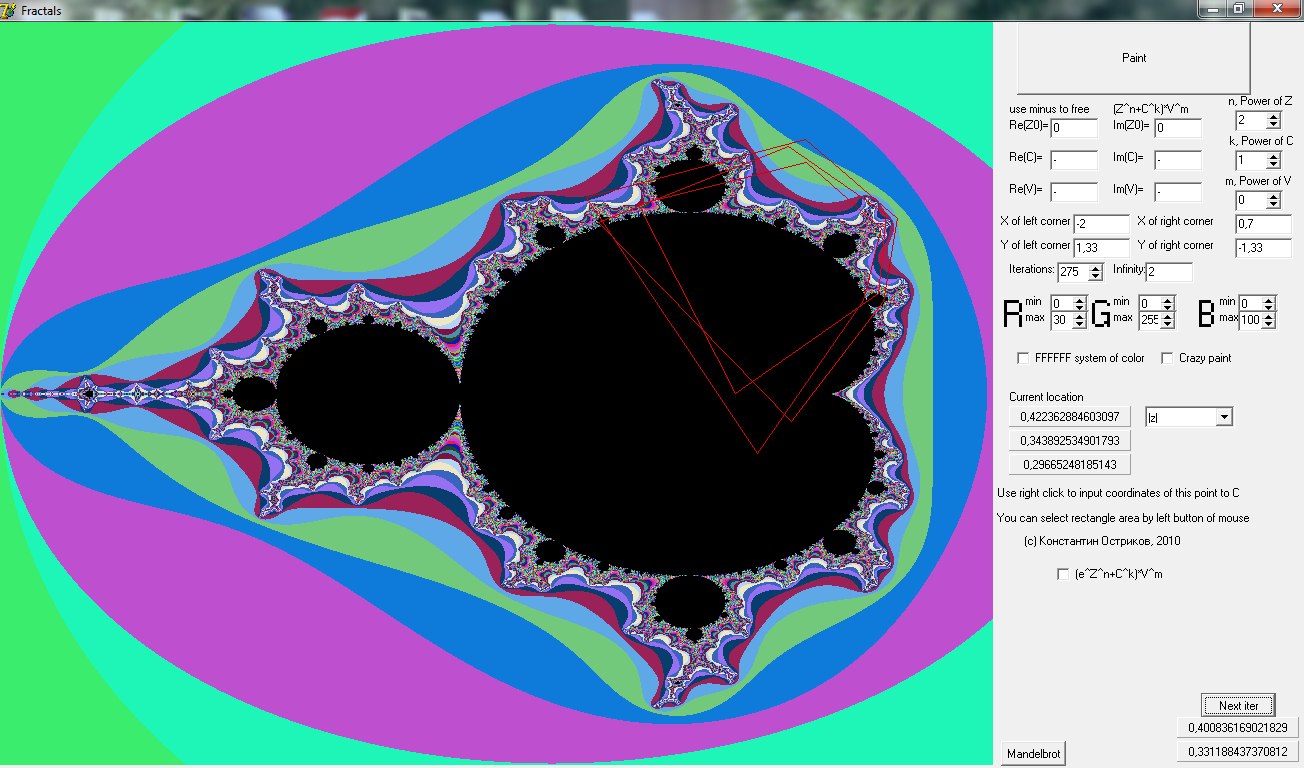 Fractals
Paint
use minus to free (Z^n+C^k)*V^m n, Power of Z
Re(Z0)= 0 Im(Z0)= 0 2
k, Power of C
Re(C)= - Im(C)= - 1
m, Power of V
Re(V)= - Im(V)= - 0
X of left corner -2 X of right corner 0,7
Y of left corner 1,33 Y of right corner -1,33
Iterations: 275 Infinity: 2
R min 0 G min 0 B min 0
max 30 max 255 max 100
FFFFFF system of color Crazy paint
Current location
0,422362884603097 |z|
0,343892534901793
0,29665248185143
Use right click to input coordinates of this point to C
You can select rectangle area by left button of mouse
(c) Константин Остриков, 2010
(e^Z^n+C^k)*V^m
Next iter
0,400836169021829
Mandelbrot 0,331188437370812